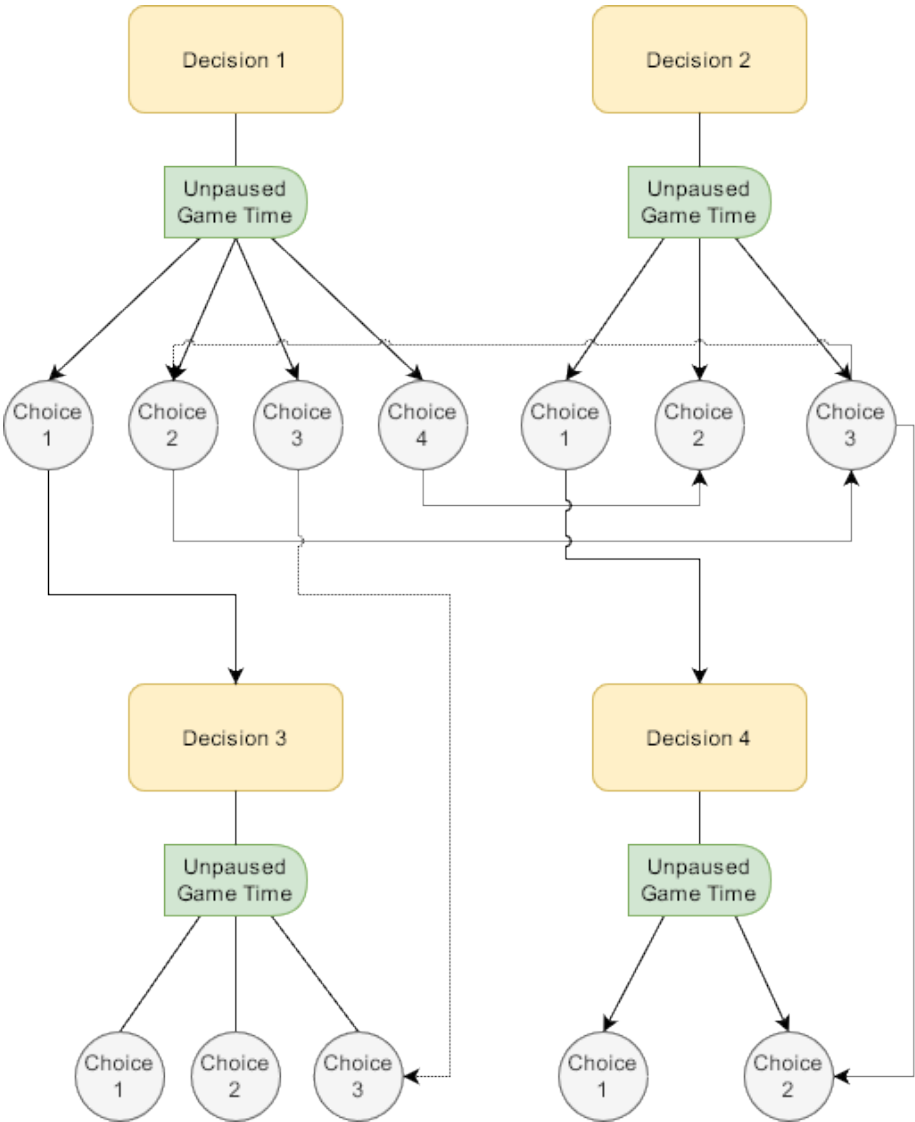 Decision 1
Decision 2
Unpaused
Game Time
Unpaused
Game Time
Choice
1
Choice
2
Choice
3
Choice
4
Choice
1
Choice
2
Choice
3
Decision 3
Decision 4
Unpaused
Game Time
Unpaused
Game Time
Choice
1
Choice
2
Choice
3
Choice
1
Choice
2